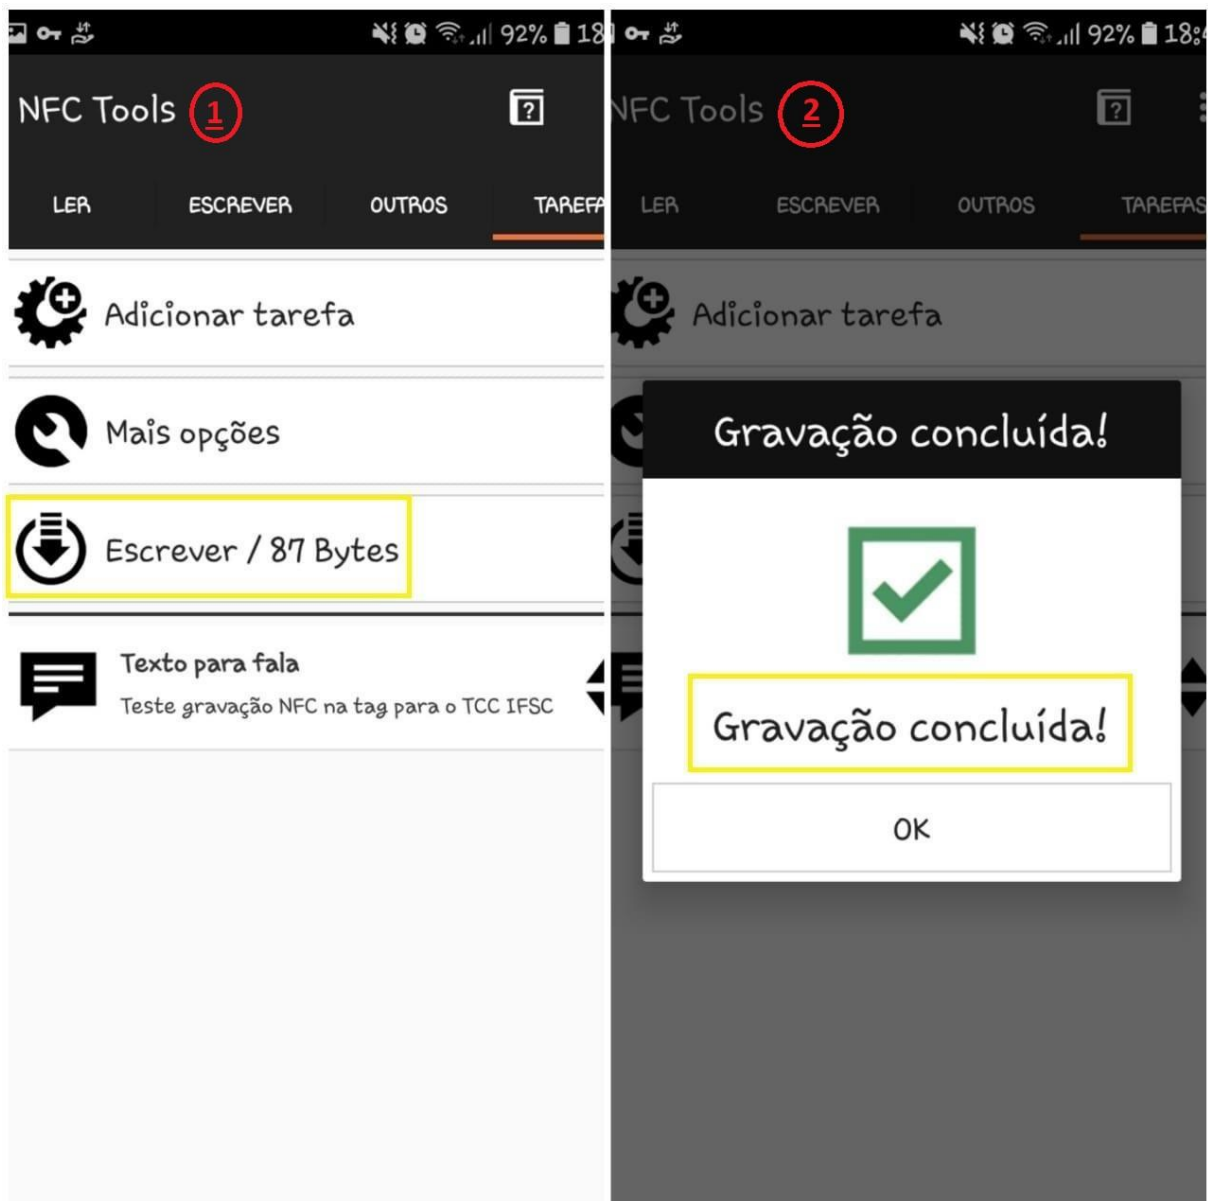 92% 18
NFC Tools 1
LER ESCREVER OUTROS TAREFA
Adicionar tarefa
Mais opções
Escrever / 87 Bytes
Texto para fala
Teste gravação NFC na tag para o TCC IFSC
92% 18:
NFC Tools 2
LER ESCREVER OUTROS TAREFAS
Adicionar tarefa
Gravação concluída!
Gravação concluída!
OK